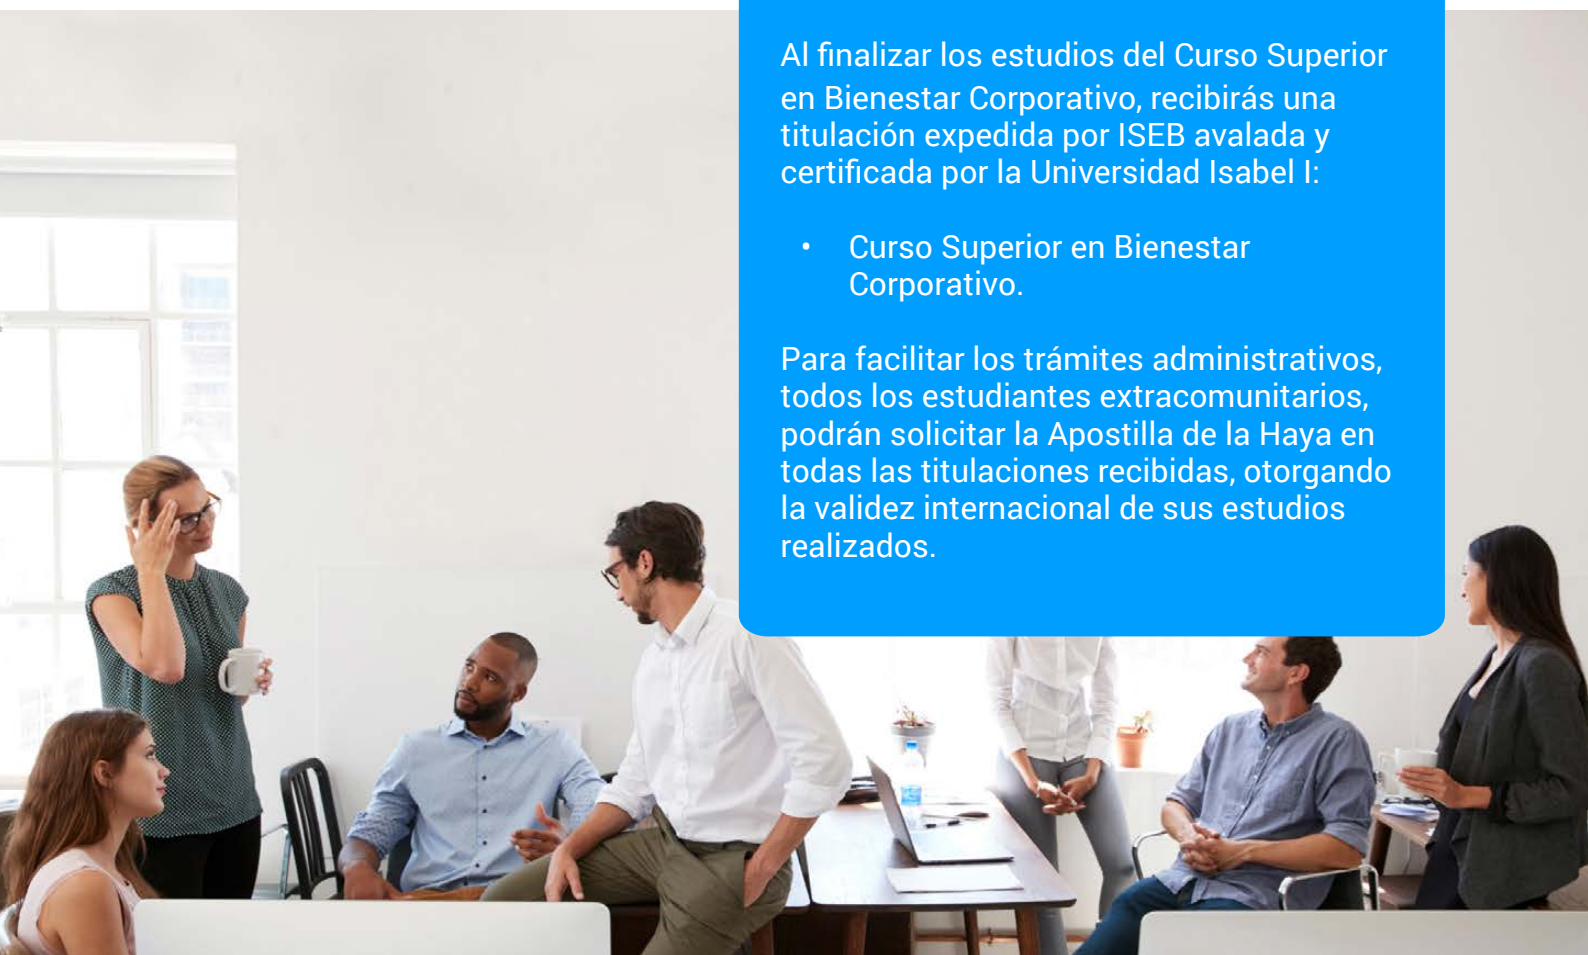 Al finalizar los estudios del Curso Superior
en Bienestar Corporativo, recibirás una
titulación expedida por ISEB avalada y
certificada por la Universidad Isabel I:
• Curso Superior en Bienestar
Corporativo.
Para facilitar los trámites administrativos,
todos los estudiantes extracomunitarios,
podrán solicitar la Apostilla de la Haya en
todas las titulaciones recibidas, otorgando
la validez internacional de sus estudios
realizados.